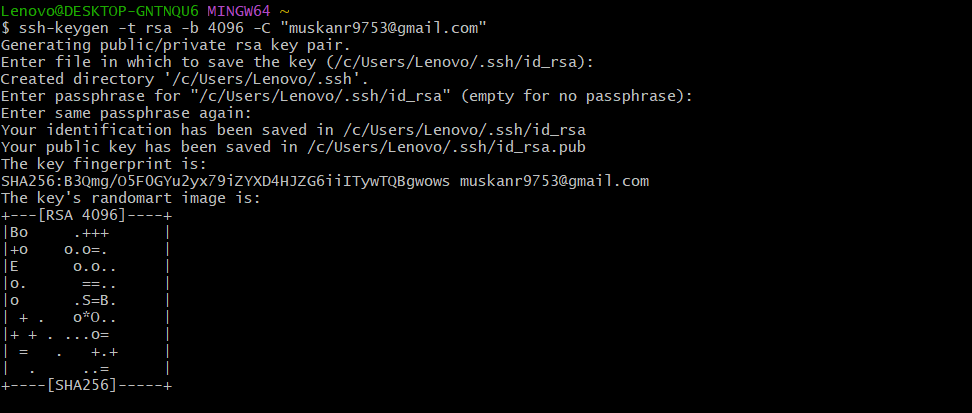 Lenovo@DESKTOP-GNTNQU6 MINGW64 ~
$ ssh-keygen -t rsa -b 4096 -C "muskanr9753@gmail.com"
Generating public/private rsa key pair.
Enter file in which to save the key (/c/Users/Lenovo/.ssh/id_rsa):
Created directory '/c/Users/Lenovo/.ssh'.
Enter passphrase for "/c/Users/Lenovo/.ssh/id_rsa" (empty for no passphrase):
Enter same passphrase again:
Your identification has been saved in /c/Users/Lenovo/.ssh/id_rsa
Your public key has been saved in /c/Users/Lenovo/.ssh/id_rsa.pub
The key fingerprint is:
SHA256:B3Qmg/O5FOGYu2yx79iZYXD4HJZG6iiITywTQBgwows muskanr9753@gmail.com
The key's randomart image is:
+---[RSA 4096]----+
|Bo     .+++      |
|+o    o.o=.      |
|E      o.o..     |
|o.      ==..     |
|o      .S=B.     |
| + .   o*O..     |
|+ + . ...o=      |
| =   .   +.+     |
|  .     ..=      |
+----[SHA256]-----+